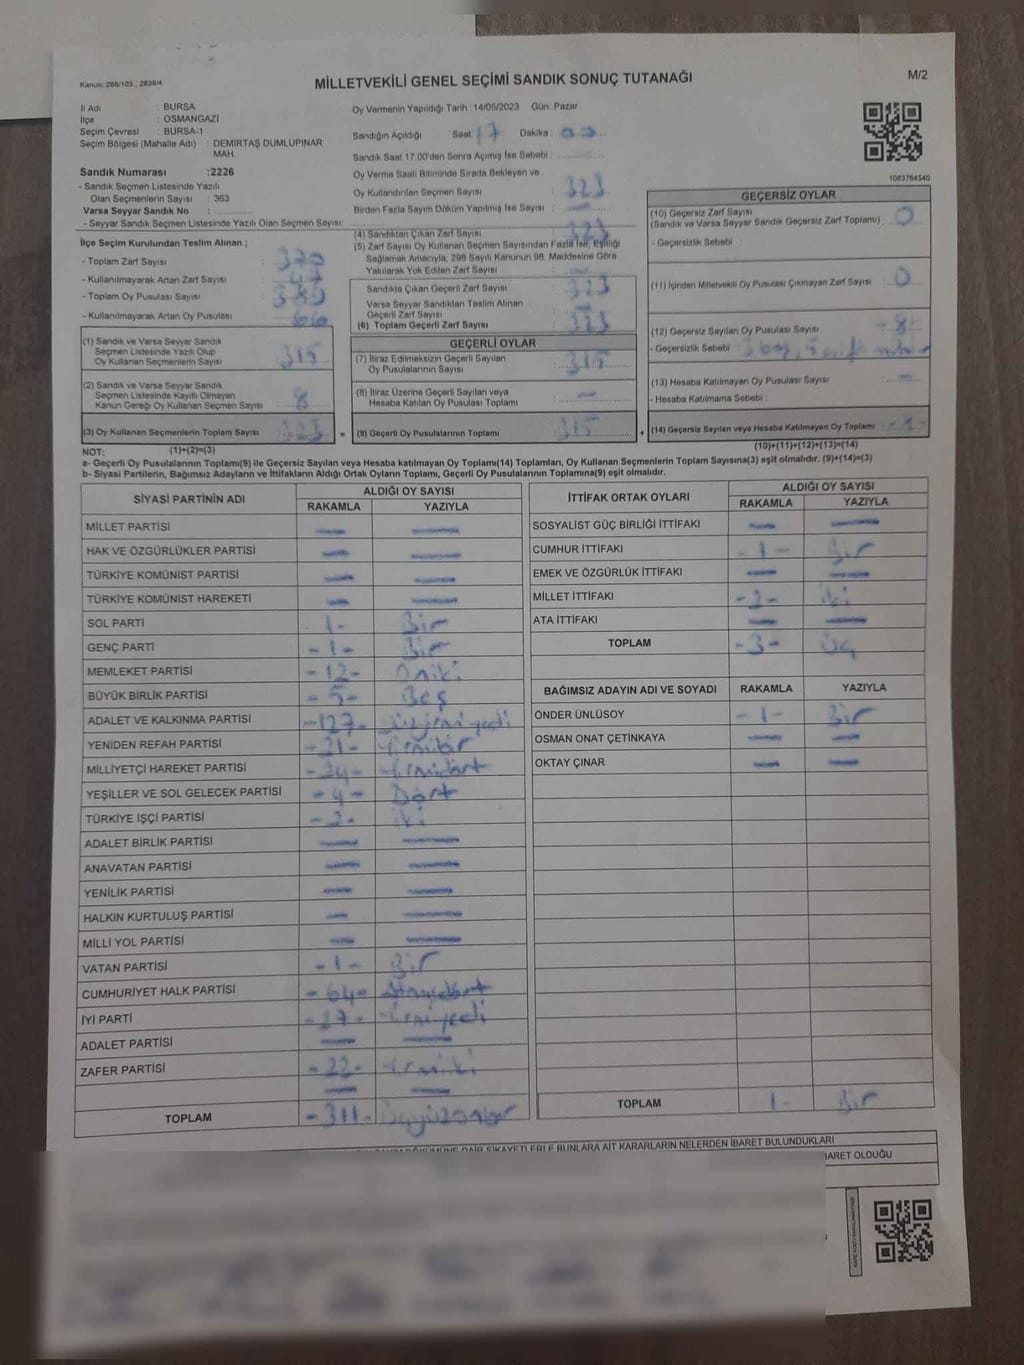 Kanun: 298/105 , 2839/4
MİLLETVEKİLİ GENEL SEÇİMİ SANDIK SONUÇ TUTANAĞI
M/2
İl Adı : BURSA
İlçe : OSMANGAZİ
Seçim Çevresi : BURSA-1
Seçim Bölgesi (Mahalle Adı) : DEMİRTAŞ DUMLUPINAR MAH.
Sandık Numarası :2226
- Sandık Seçmen Listesinde Yazılı
Olan Seçmenlerin Sayısı : 363
Varsa Seyyar Sandık No :
- Seyyar Sandık Seçmen Listesinde Yazılı Olan Seçmen Sayısı:
Oy Vermenin Yapıldığı Tarih :14/05/2023 Gün: Pazar
Sandığın Açıldığı Saat: 17 Dakika : 00
Sandık Saat 17:00'den Sonra Açılmış İse Sebebi :
Oy Verme Saati Bitiminde Sırada Bekleyen ve
Oy Kullandırılan Seçmen Sayısı : 323
Birden Fazla Sayım Döküm Yapılmış İse Sayısı :
(4) Sandıktan Çıkan Zarf Sayısı : 323
(5) Zarf Sayısı Oy Kullanan Seçmen Sayısından Fazla İse, Eşitliği
Sağlamak Amacıyla, 298 Sayılı Kanunun 98. Maddesine Göre
Yakılarak Yok Edilen Zarf Sayısı :
Sandıkta Çıkan Geçerli Zarf Sayısı : 323
Varsa Seyyar Sandıktan Teslim Alınan
Geçerli Zarf Sayısı
(6) Toplam Geçerli Zarf Sayısı : 323
1083764540
İlçe Seçim Kurulundan Teslim Alınan ;
- Toplam Zarf Sayısı : 370
- Kullanılmayarak Artan Zarf Sayısı : 47
- Toplam Oy Pusulası Sayısı
- Kullanılmayarak Artan Oy Pusulası :
(1) Sandık ve Varsa Seyyar Sandık
Seçmen Listesinde Yazılı Olup
Oy Kullanan Seçmenlerin Sayısı : 315
(2) Sandık ve Varsa Seyyar Sandık
Seçmen Listesinde Kayıtlı Olmayan
Kanun Gereği Oy Kullanan Seçmen Sayısı : 8
(3) Oy Kullanan Seçmenlerin Toplam Sayısı : 323
GEÇERLİ OYLAR
(7) İtiraz Edilmeksizin Geçerli Sayılan
Oy Pusulalarının Sayısı : 315
(8) İtiraz Üzerine Geçerli Sayılan veya
Hesaba Katılan Oy Pusulası Toplamı : -
= (9) Geçerli Oy Pusulalarının Toplamı : 315 +
GEÇERSİZ OYLAR
(10) Geçersiz Zarf Sayısı
(Sandık ve Varsa Seyyar Sandık Geçersiz Zarf Toplamı) : 0
- Geçersizlik Sebebi :
(11) İçinden Milletvekili Oy Pusulası Çıkmayan Zarf Sayısı : 0
(12) Geçersiz Sayılan Oy Pusulası Sayısı : -8-
- Geçersizlik Sebebi : 3 boş, 5
(13) Hesaba Katılmayan Oy Pusulası Sayısı : -
- Hesaba Katılmama Sebebi :
(14) Geçersiz Sayılan veya Hesaba Katılmayan Oy Toplamı : -8-
NOT: (1)+(2)=(3)
(10)+(11)+(12)+(13)=(14)
a- Geçerli Oy Pusulalarının Toplamı(9) ile Geçersiz Sayılan veya Hesaba katılmayan Oy Toplamı(14) Toplamları, Oy Kullanan Seçmenlerin Toplam Sayısına(3) eşit olmalıdır. (9)+(14)=(3)
b- Siyasi Partilerin, Bağımsız Adayların ve İttifakların Aldığı Ortak Oyların Toplamı, Geçerli Oy Pusulalarının Toplamına(9) eşit olmalıdır.
SİYASİ PARTİNİN ADI ALDIĞI OY SAYISI
RAKAMLA YAZIYLA
MİLLET PARTİSİ - -
HAK VE ÖZGÜRLÜKLER PARTİSİ - -
TÜRKİYE KOMÜNİST PARTİSİ - -
TÜRKİYE KOMÜNİST HAREKETİ - -
SOL PARTİ 1- Bir
GENÇ PARTİ -1- Bir
MEMLEKET PARTİSİ -12- Oniki
BÜYÜK BİRLİK PARTİSİ -5- Beş
ADALET VE KALKINMA PARTİSİ -127- Yüzyirmiyedi
YENİDEN REFAH PARTİSİ -21- Yirmibir
MİLLİYETÇİ HAREKET PARTİSİ -24- Yirmidört
YEŞİLLER VE SOL GELECEK PARTİSİ -4- Dört
TÜRKİYE İŞÇİ PARTİSİ -2- iki
ADALET BİRLİK PARTİSİ - -
ANAVATAN PARTİSİ - -
YENİLİK PARTİSİ - -
HALKIN KURTULUŞ PARTİSİ - -
MİLLİ YOL PARTİSİ - -
VATAN PARTİSİ -1- Bir
CUMHURİYET HALK PARTİSİ -64- Atmışdört
İYİ PARTİ -27- Yirmiyedi
ADALET PARTİSİ - -
ZAFER PARTİSİ -22- Yirmiiki
TOPLAM -311- Üçyüzonbir
İTTİFAK ORTAK OYLARI ALDIĞI OY SAYISI
RAKAMLA YAZIYLA
SOSYALİST GÜÇ BİRLİĞİ İTTİFAKI - -
CUMHUR İTTİFAKI -1- Bir
EMEK VE ÖZGÜRLÜK İTTİFAKI - -
MİLLET İTTİFAKI -2- iki
ATA İTTİFAKI - -
TOPLAM -3- Üç
BAĞIMSIZ ADAYIN ADI VE SOYADI RAKAMLA YAZIYLA
ÖNDER ÜNLÜSOY -1- Bir
OSMAN ONAT ÇETİNKAYA - -
OKTAY ÇINAR - -
TOPLAM 1- Bir
DÖKÜMÜNE DAİR ŞİKAYETLERLE BUNLARA AİT KARARLARIN NELERDEN İBARET BULUNDUKLARI
BARET OLDUĞU